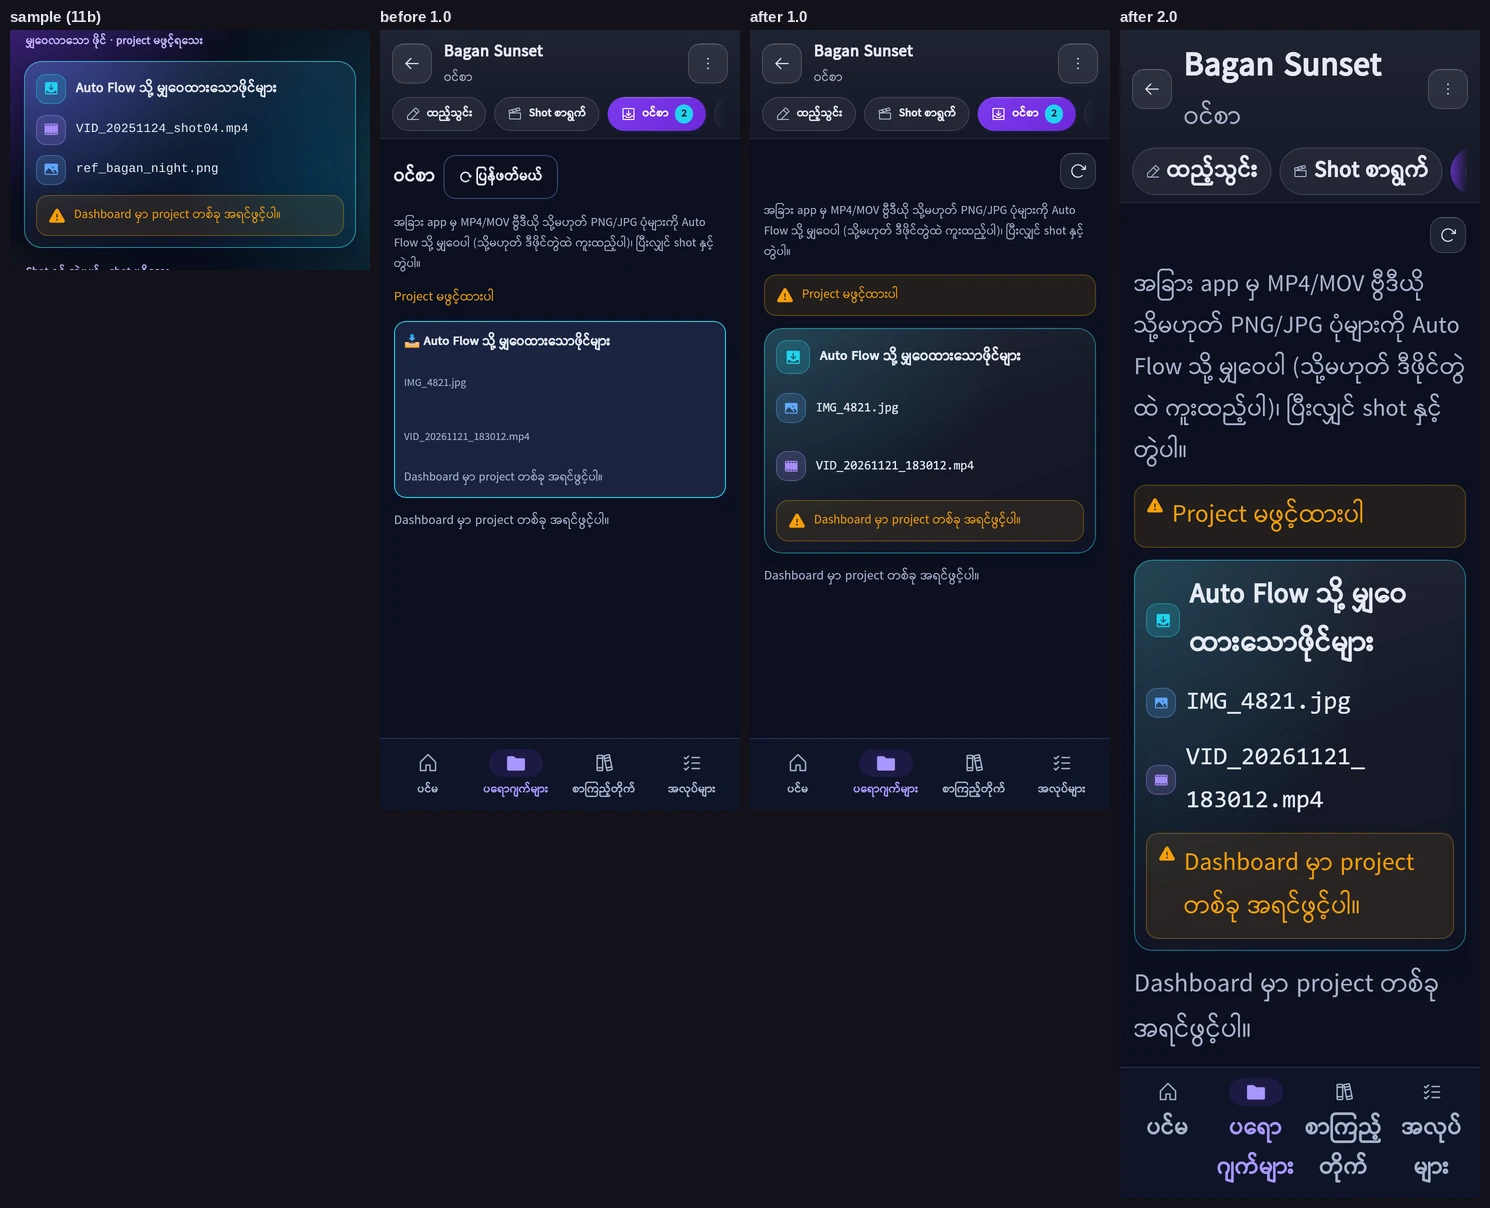 sample (11b)
မျှဝေလာသော ဖိုင် · project မဖွင့်ရသေး
Auto Flow သို့ မျှဝေထားသောဖိုင်များ
VID_20251124_shot04.mp4
ref_bagan_night.png
Dashboard မှာ project တစ်ခု အရင်ဖွင့်ပါ။
before 1.0
Bagan Sunset
ဝင်စာ
ထည့်သွင်း
Shot စာရွက်
ဝင်စာ 2
ဝင်စာ
ပြန်ဖတ်မယ်
အခြား app မှ MP4/MOV ဗွီဒီယို သို့မဟုတ် PNG/JPG ပုံများကို Auto
Flow သို့ မျှဝေပါ (သို့မဟုတ် ဒီဖိုင်တွဲထဲ ကူးထည့်ပါ)၊ ပြီးလျှင် shot နှင့်
တွဲပါ။
Project မဖွင့်ထားပါ
Auto Flow သို့ မျှဝေထားသောဖိုင်များ
IMG_4821.jpg
VID_20261121_183012.mp4
Dashboard မှာ project တစ်ခု အရင်ဖွင့်ပါ။
Dashboard မှာ project တစ်ခု အရင်ဖွင့်ပါ။
ပင်မ
ပရောဂျက်များ
စာကြည့်တိုက်
အလုပ်များ
after 1.0
Bagan Sunset
ဝင်စာ
ထည့်သွင်း
Shot စာရွက်
ဝင်စာ 2
အခြား app မှ MP4/MOV ဗွီဒီယို သို့မဟုတ် PNG/JPG ပုံများကို Auto
Flow သို့ မျှဝေပါ (သို့မဟုတ် ဒီဖိုင်တွဲထဲ ကူးထည့်ပါ)၊ ပြီးလျှင် shot နှင့်
တွဲပါ။
Project မဖွင့်ထားပါ
Auto Flow သို့ မျှဝေထားသောဖိုင်များ
IMG_4821.jpg
VID_20261121_183012.mp4
Dashboard မှာ project တစ်ခု အရင်ဖွင့်ပါ။
Dashboard မှာ project တစ်ခု အရင်ဖွင့်ပါ။
ပင်မ
ပရောဂျက်များ
စာကြည့်တိုက်
အလုပ်များ
after 2.0
Bagan Sunset
ဝင်စာ
ထည့်သွင်း
Shot စာရွက်
အခြား app မှ MP4/MOV ဗွီဒီယို
သို့မဟုတ် PNG/JPG ပုံများကို Auto
Flow သို့ မျှဝေပါ (သို့မဟုတ် ဒီဖိုင်တွဲ
ထဲ ကူးထည့်ပါ)၊ ပြီးလျှင် shot နှင့်
တွဲပါ။
Project မဖွင့်ထားပါ
Auto Flow သို့ မျှဝေ
ထားသောဖိုင်များ
IMG_4821.jpg
VID_20261121_
183012.mp4
Dashboard မှာ project
တစ်ခု အရင်ဖွင့်ပါ။
Dashboard မှာ project တစ်ခု
အရင်ဖွင့်ပါ။
ပင်မ
ပရော
ဂျက်များ
စာကြည့်
တိုက်
အလုပ်
များ